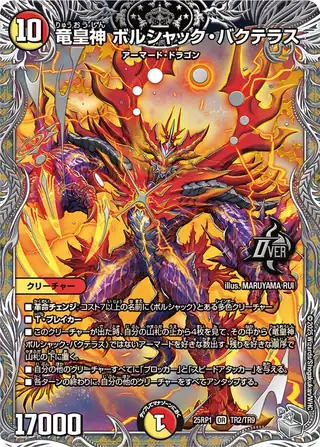 10
りゅうおうしん
竜皇神 ボルシャック・バクテラス
アーマード・ドラゴン
OVER
illus. MARUYAMA RUI
クリーチャー
■革命チェンジ:コスト7以上の名前に《ボルシャック》とある多色クリーチャー
■T・ブレイカー
■このクリーチャーが出た時、自分の山札の上から4枚を見て、その中から《竜皇神
ボルシャック・バクテラス》ではないアーマードを好きな数出す。残りを好きな順序で
山札の下に置く。
■自分の他のクリーチャーすべてに「ブロッカー」と「スピードアタッカー」を与える。
■各ターンの終わりに、自分の他のクリーチャーをすべてアンタップする。
17000
1
25RP1 OR TR2/TR9